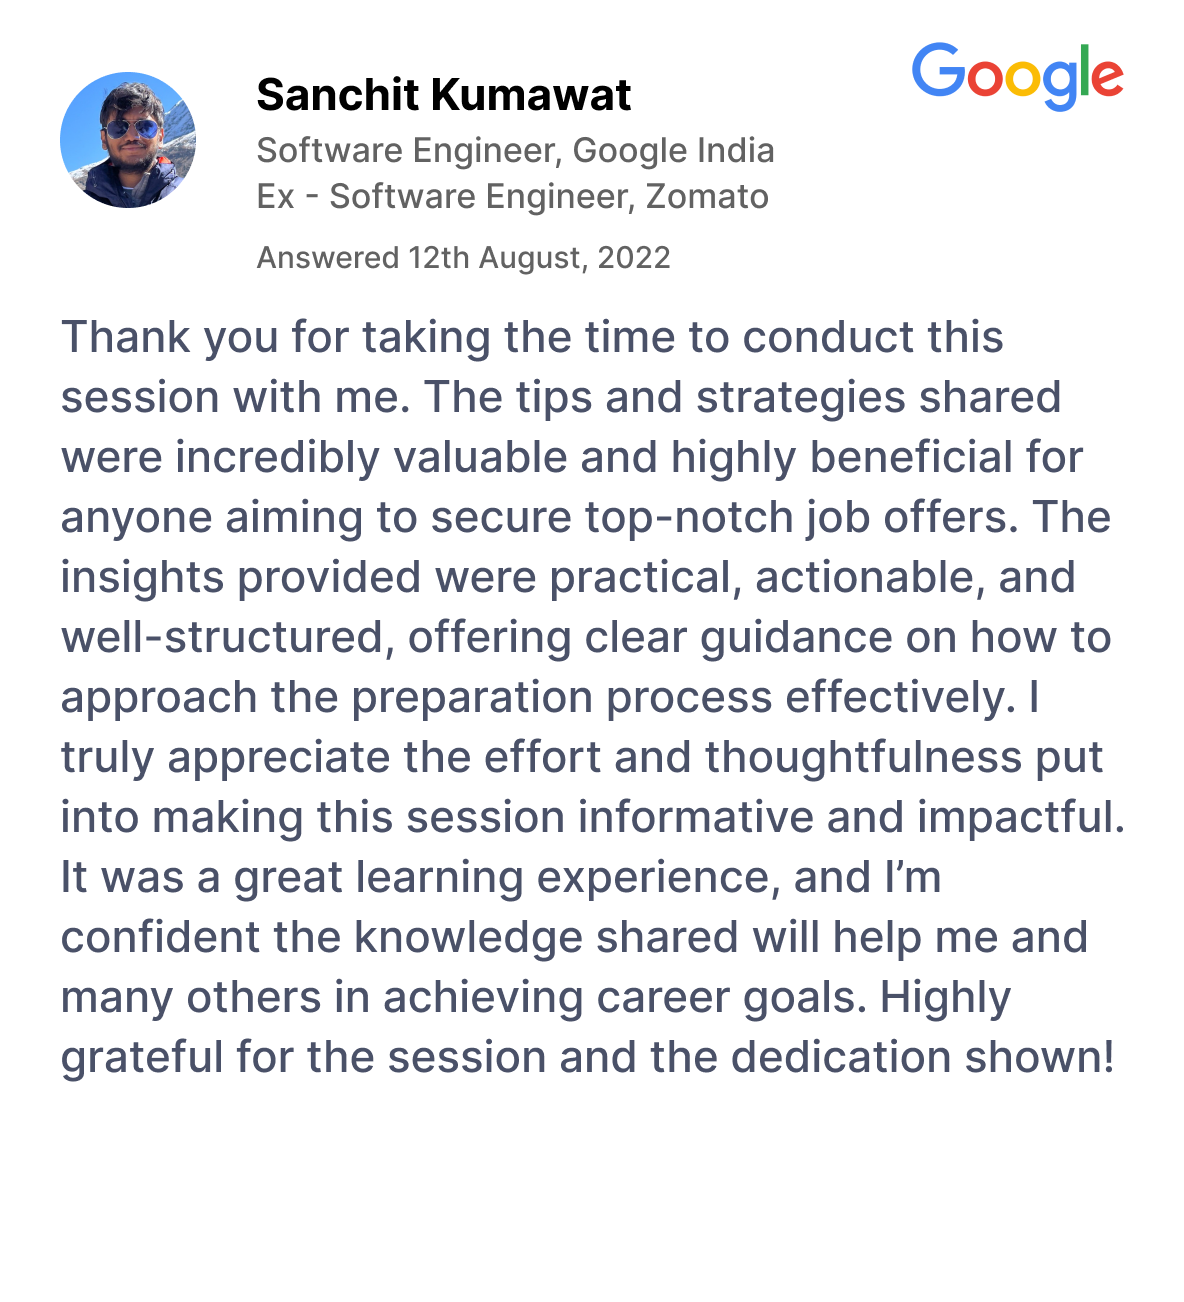 Google
Sanchit Kumawat
Software Engineer, Google India
Ex - Software Engineer, Zomato
Answered 12th August, 2022
Thank you for taking the time to conduct this
session with me. The tips and strategies shared
were incredibly valuable and highly beneficial for
anyone aiming to secure top-notch job offers. The
insights provided were practical, actionable, and
well-structured, offering clear guidance on how to
approach the preparation process effectively. I
truly appreciate the effort and thoughtfulness put
into making this session informative and impactful.
It was a great learning experience, and I’m
confident the knowledge shared will help me and
many others in achieving career goals. Highly
grateful for the session and the dedication shown!